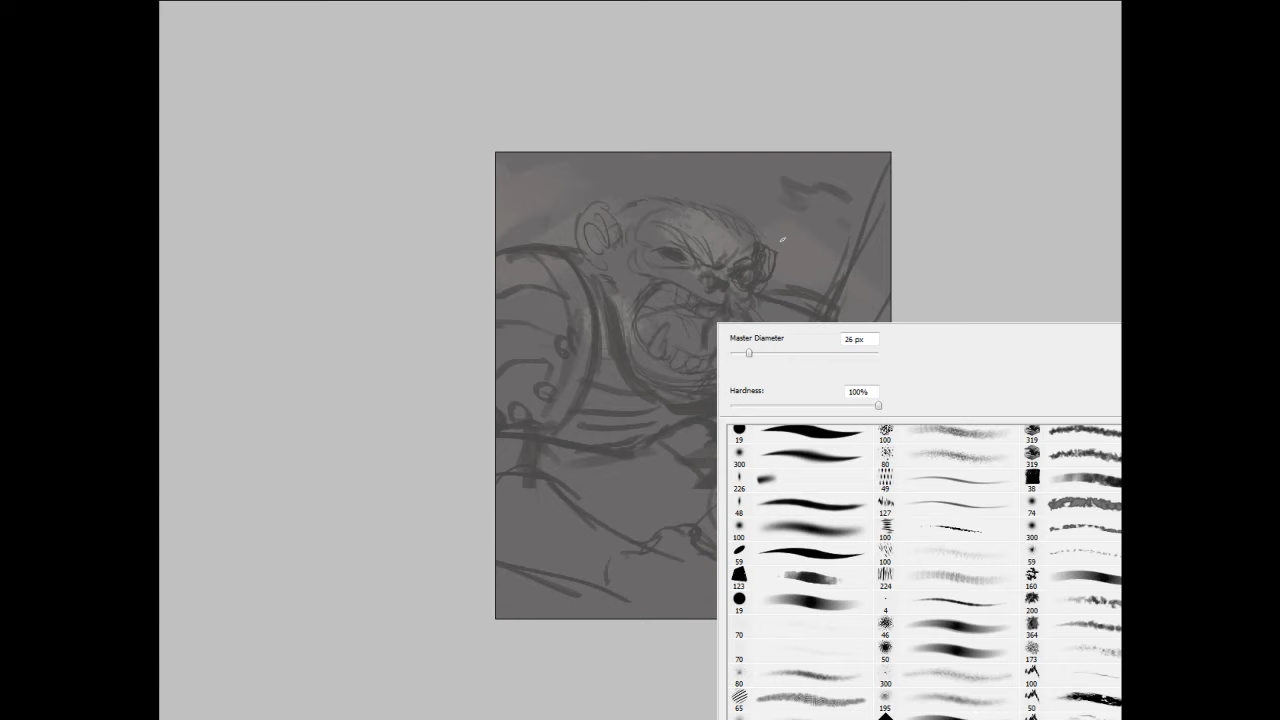 Master Diameter 26 px
Hardness: 100%
19 100 319
300 80 319
226 49 38
48 127 74
100 100 300
59 100 59
123 224 160
19 4 200
70 46 364
70 50 173
80 300 100
65 195 50